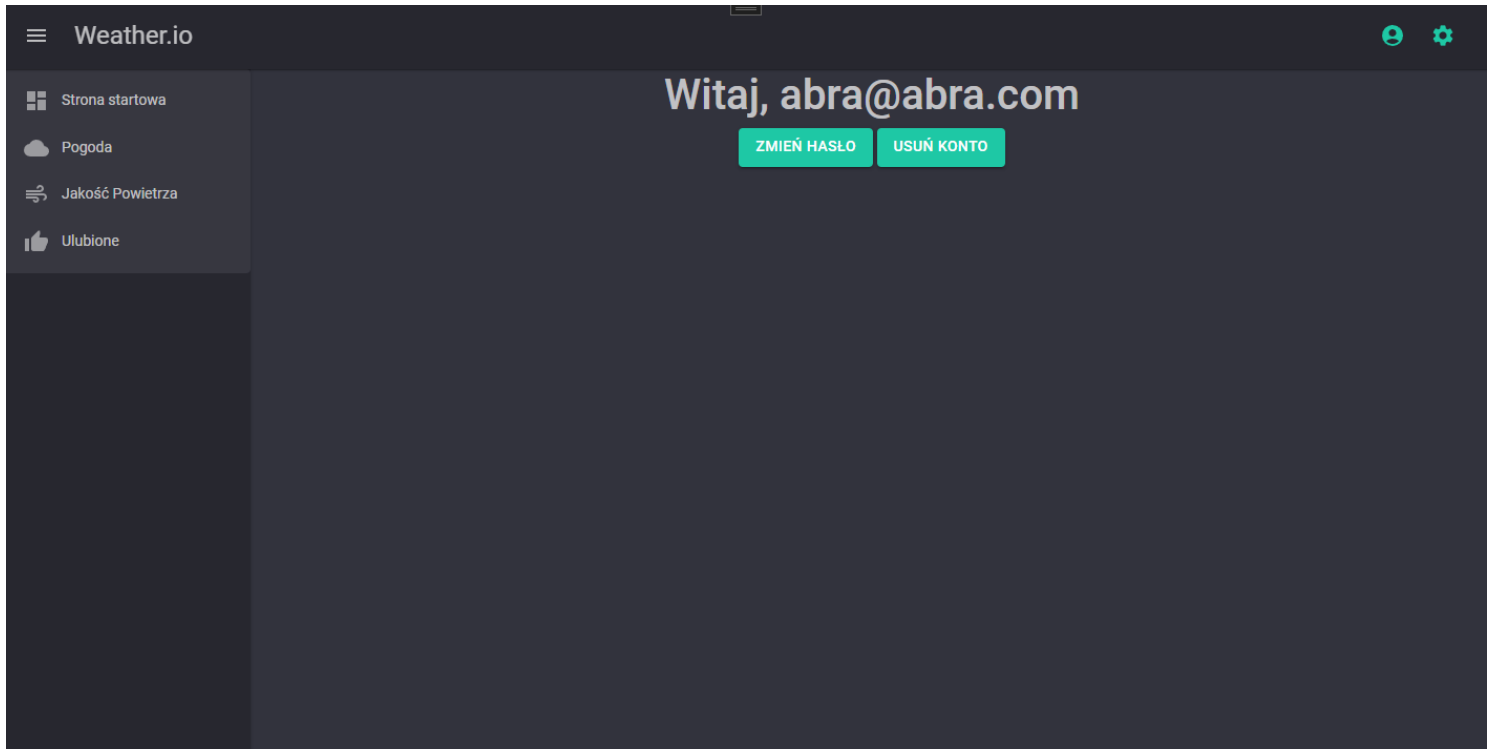 Weather.io
Strona startowa
Pogoda
Jakość Powietrza
Ulubione
Witaj, abra@abra.com
ZMIEŃ HASŁO USUŃ KONTO